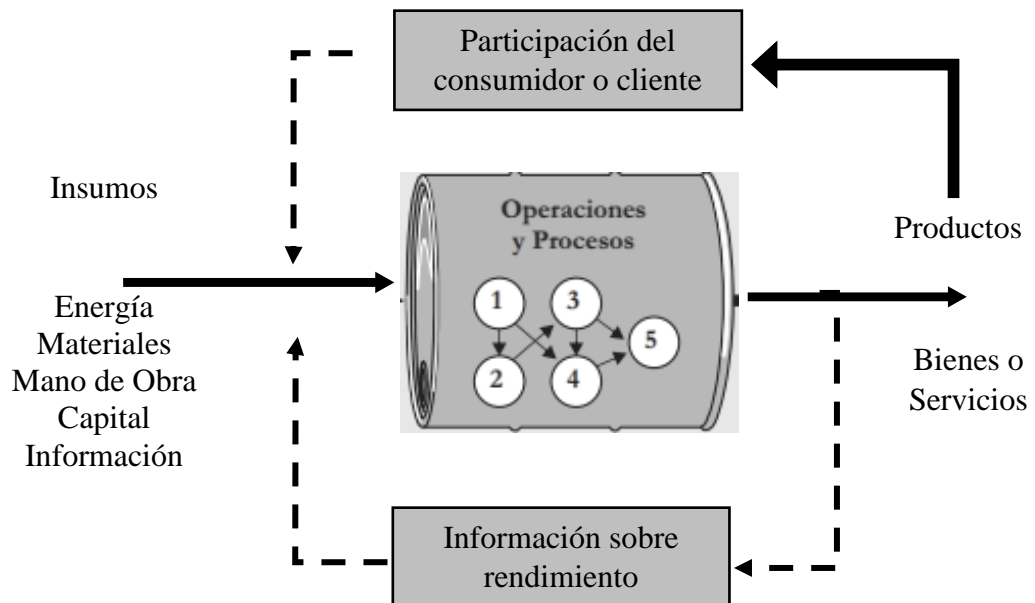 Participación del
consumidor o cliente
Insumos
Operaciones
y Procesos
Productos
1
3
5
2
4
Energía
Materiales
Mano de Obra
Capital
Información
Bienes o
Servicios
Información sobre
rendimiento